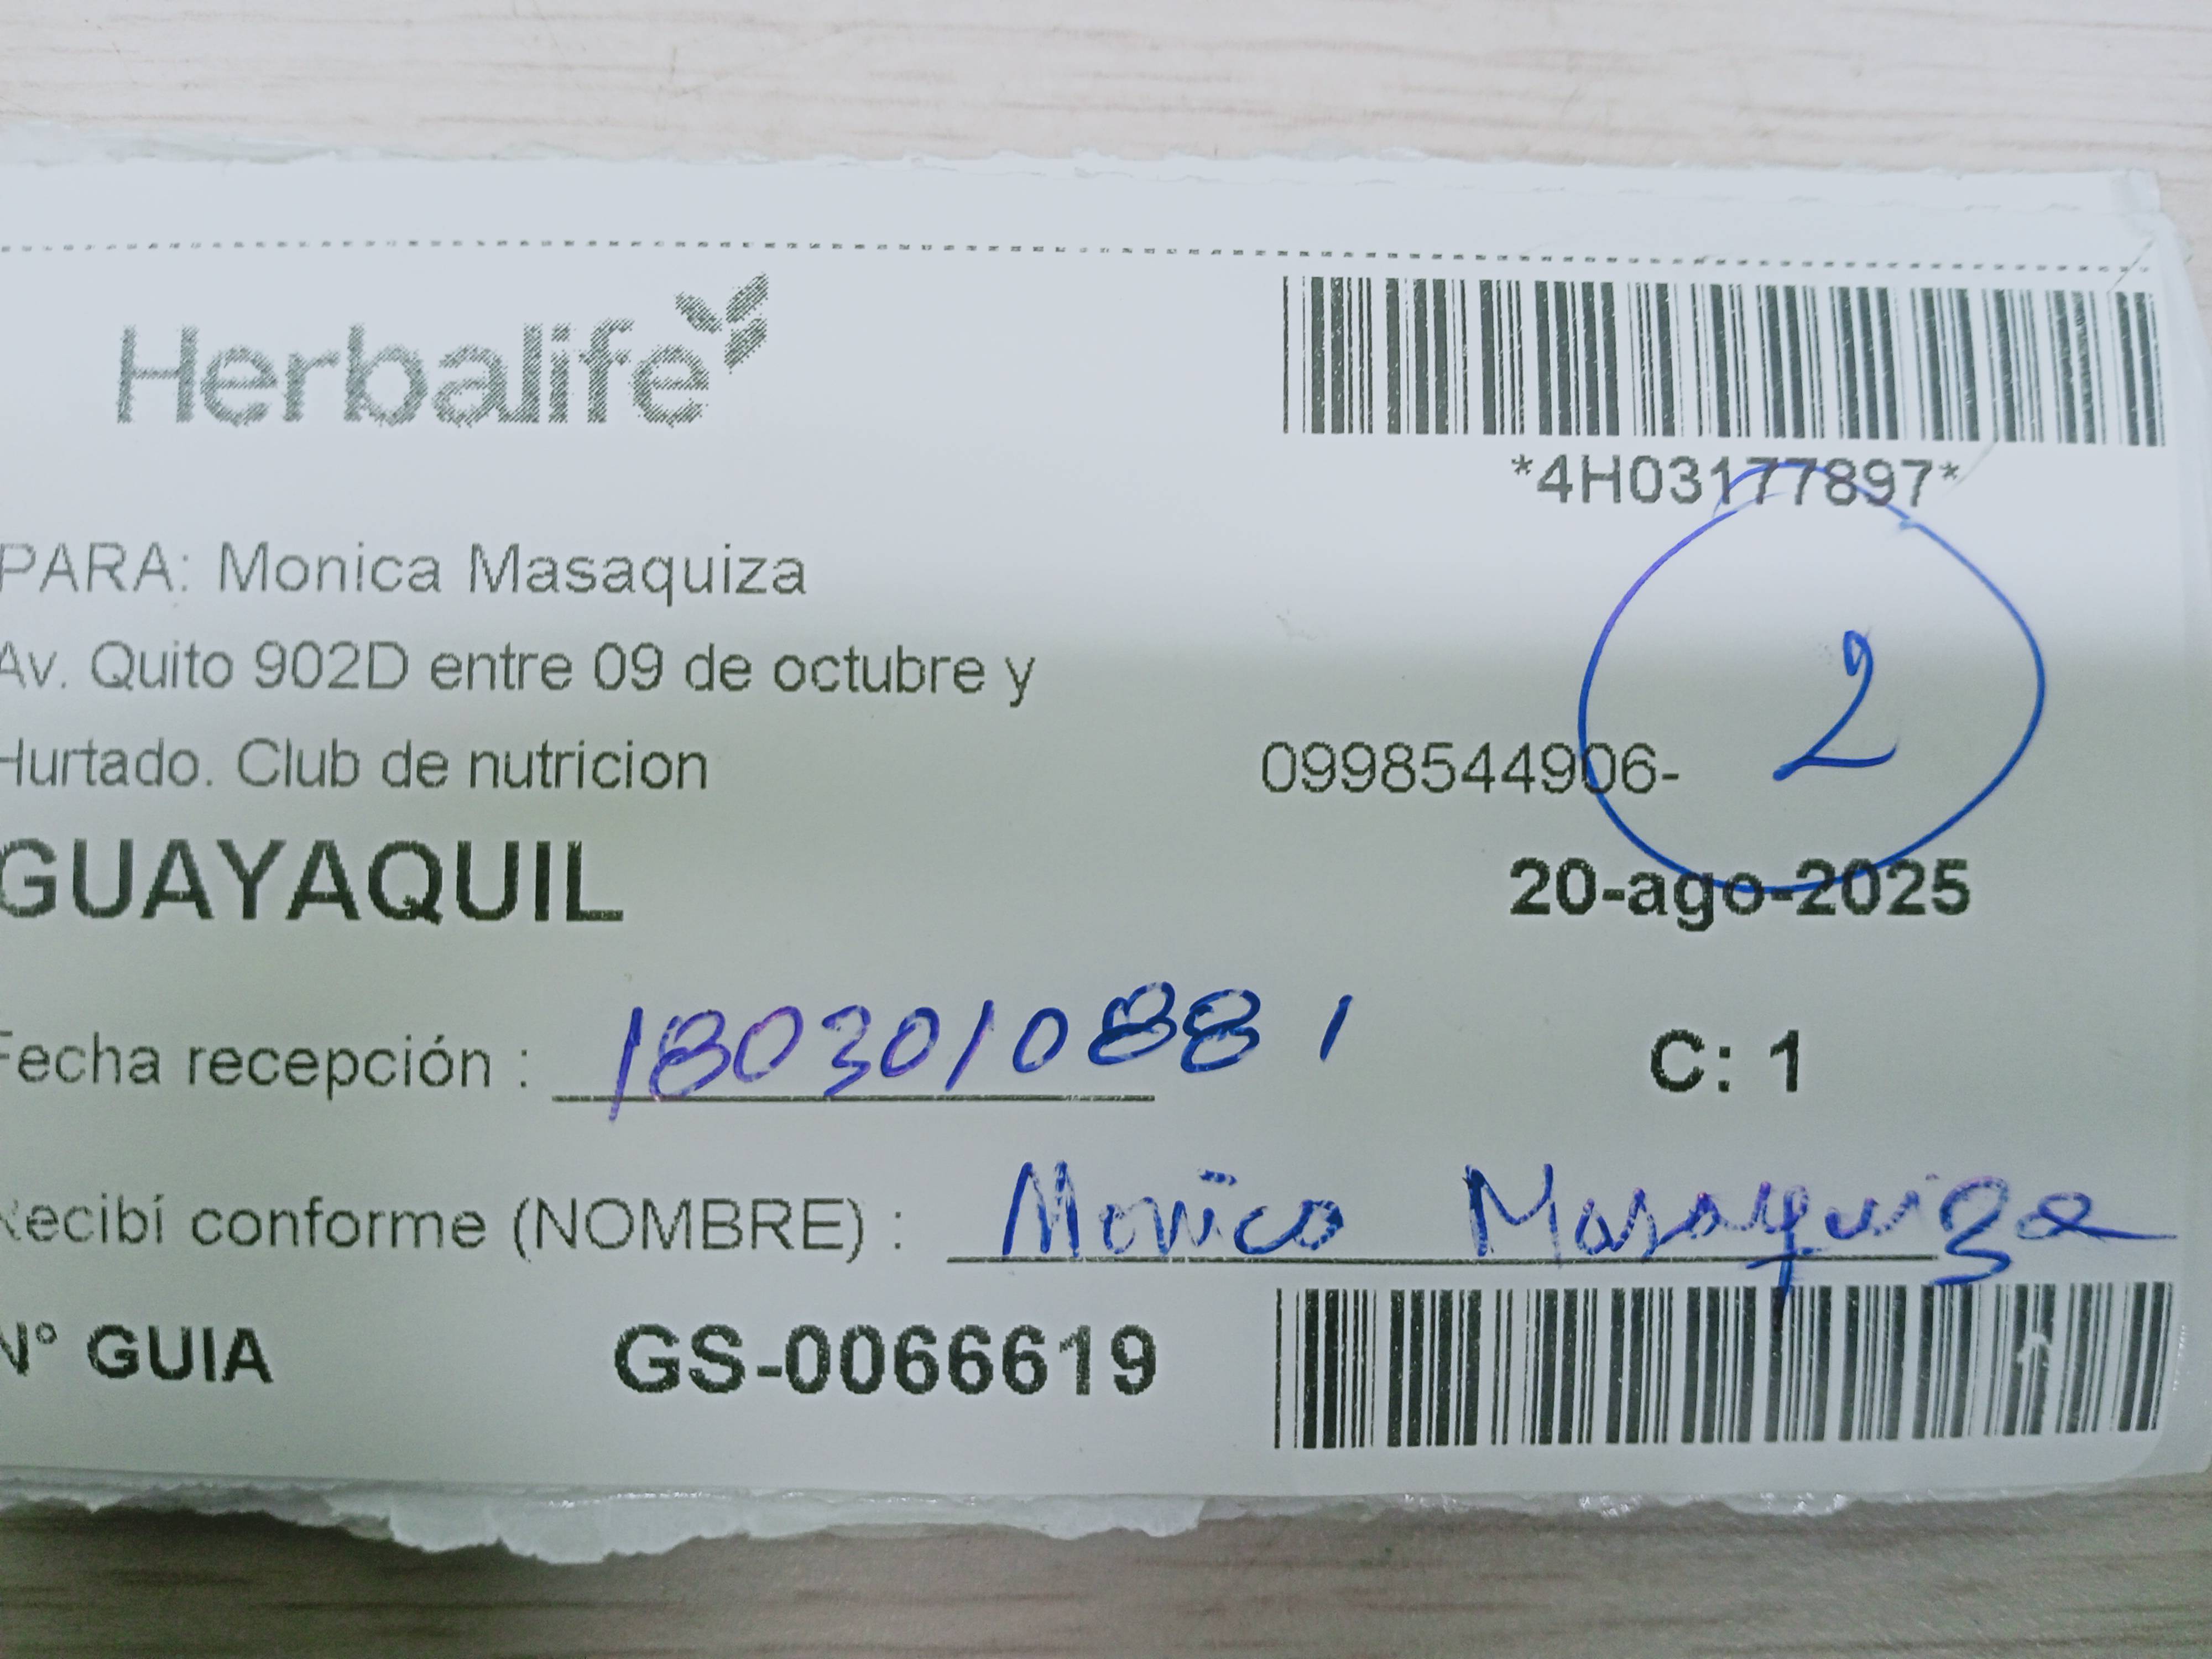 Herbalife
*4H03177897*
PARA: Monica Masaquiza
Av. Quito 902D entre 09 de octubre y
Hurtado. Club de nutricion
0998544906-
2
GUAYAQUIL
20-ago-2025
Fecha recepción : 1803010881
C: 1
Recibí conforme (NOMBRE) : Monica Masaquiza
N° GUIA GS-0066619